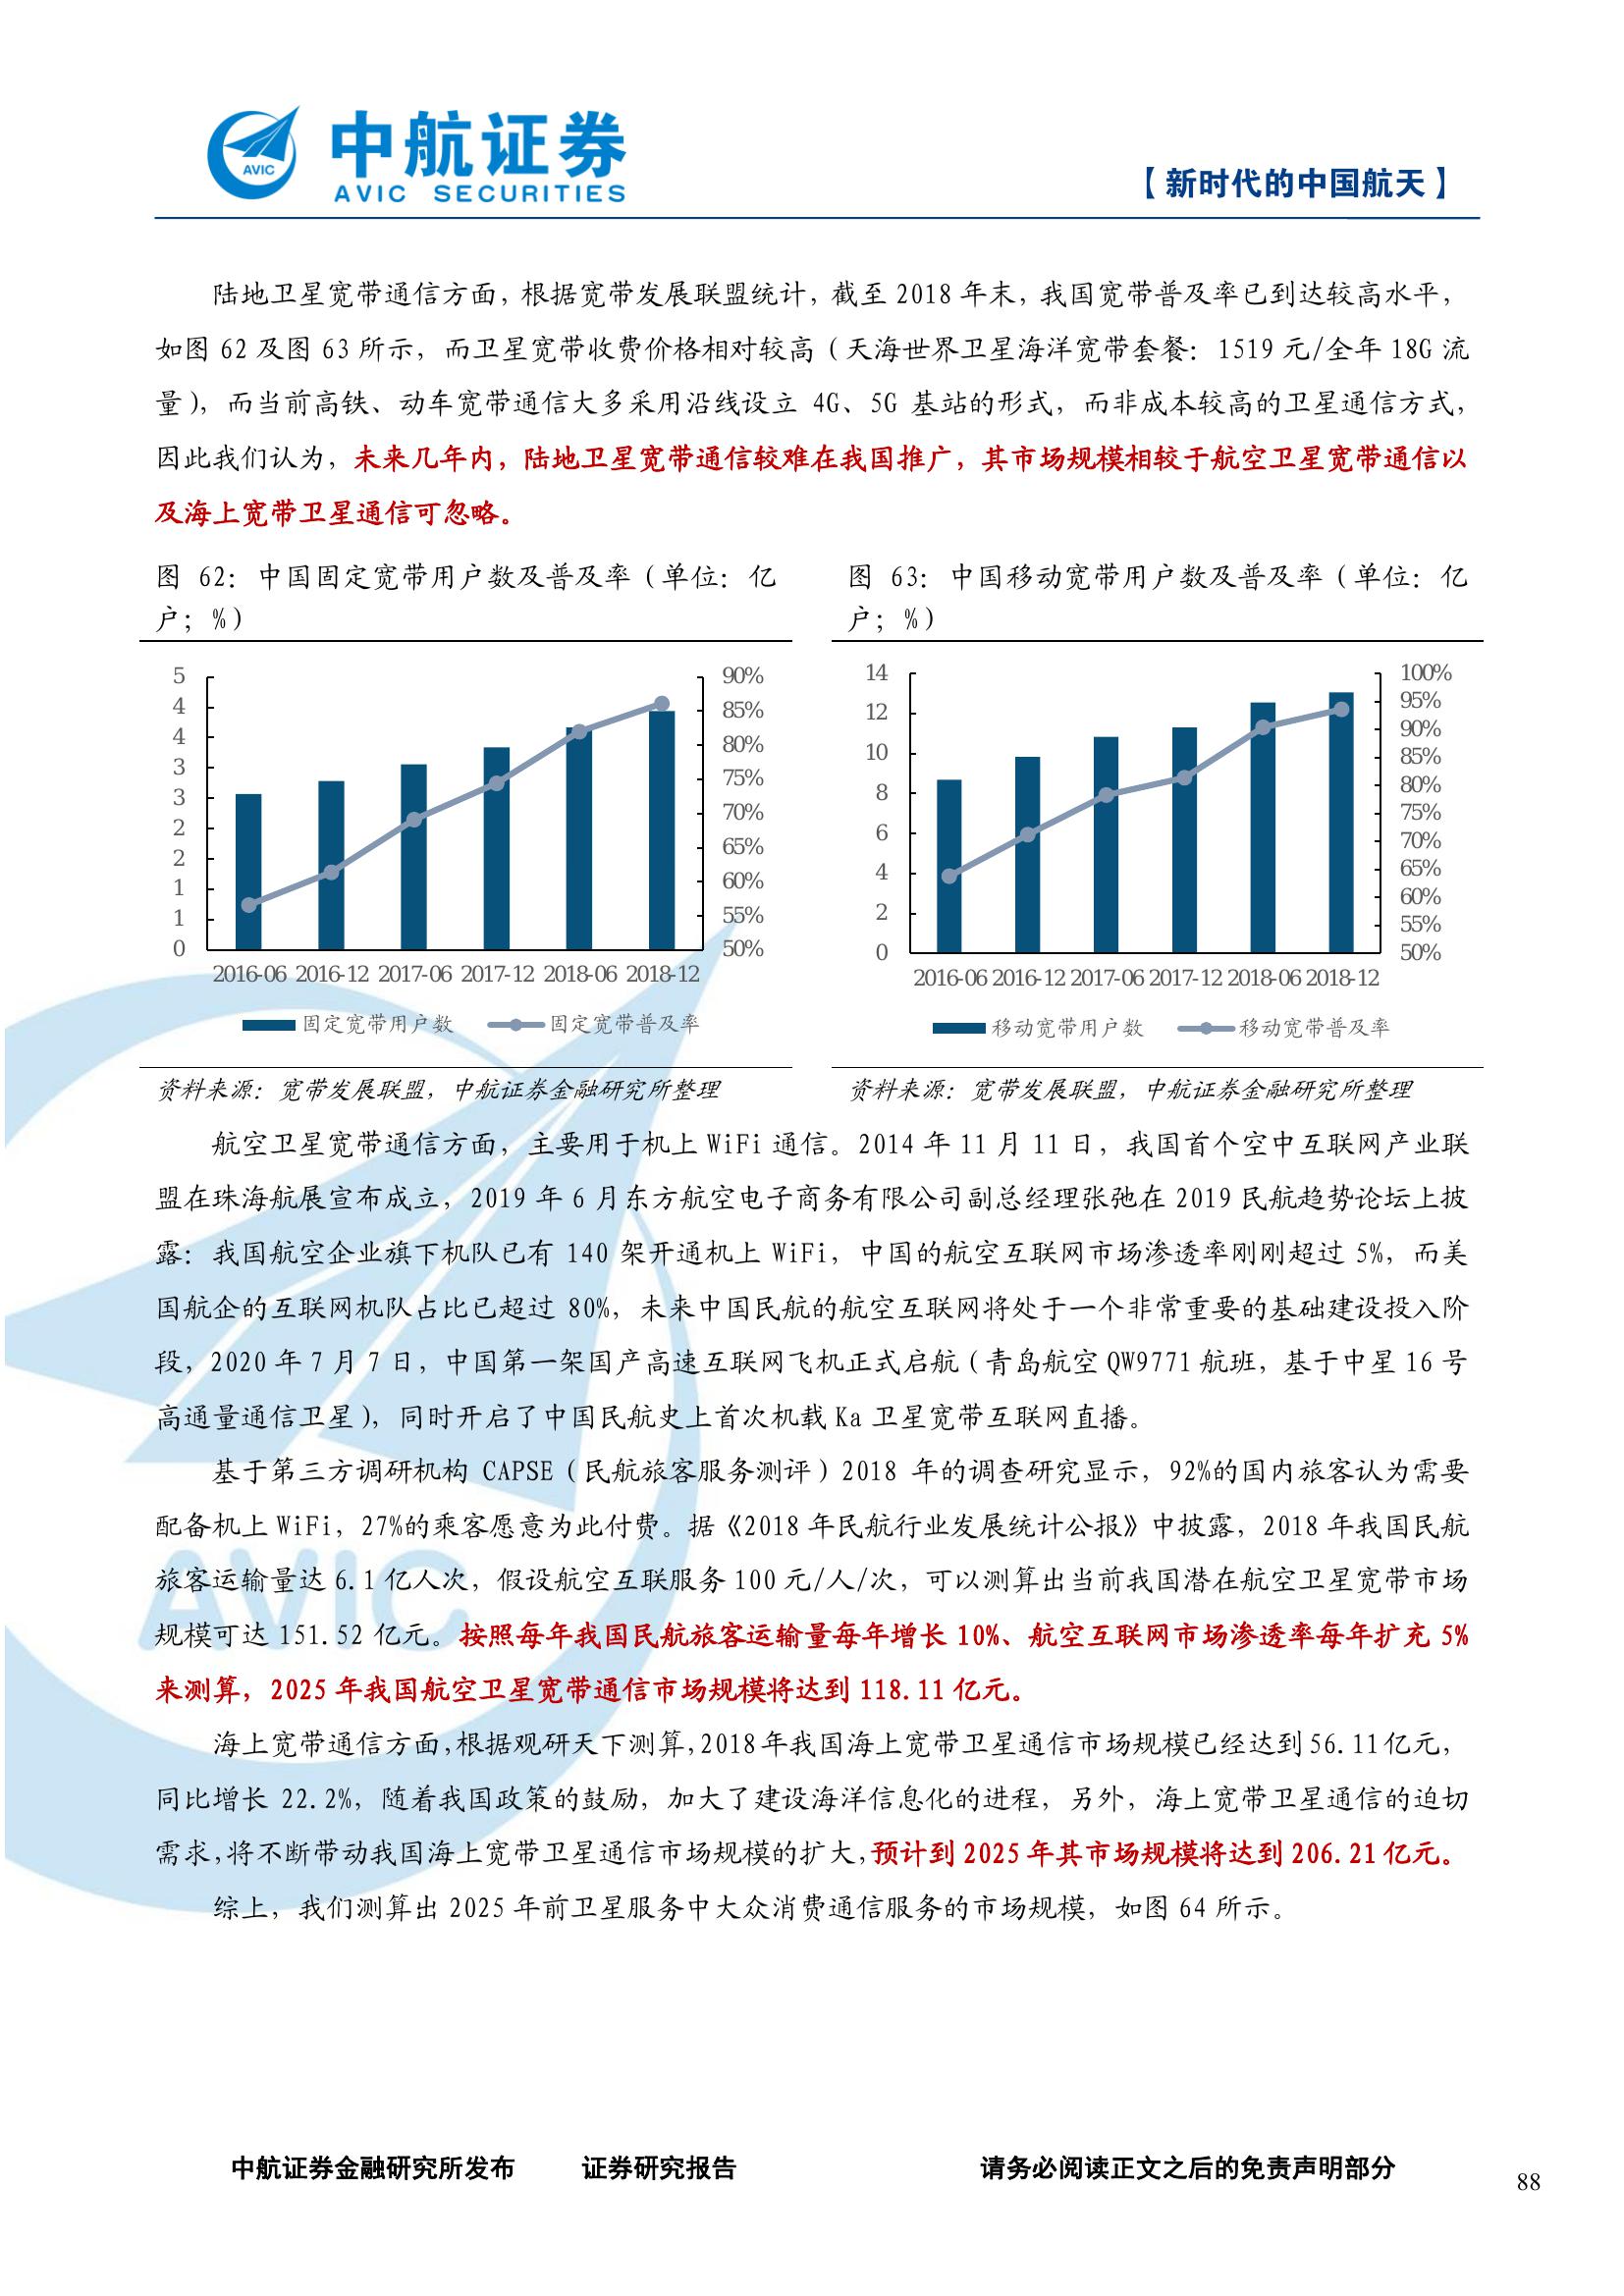 中航证券
AVIC SECURITIES
AVIC
【新时代的中国航天】
陆地卫星宽带通信方面，根据宽带发展联盟统计，截至 2018 年末，我国宽带普及率已到达较高水平，
如图 62 及图 63 所示，而卫星宽带收费价格相对较高（天海世界卫星海洋宽带套餐：1519 元/全年 18G 流
量），而当前高铁、动车宽带通信大多采用沿线设立 4G、5G 基站的形式，而非成本较高的卫星通信方式，
因此我们认为，未来几年内，陆地卫星宽带通信较难在我国推广，其市场规模相较于航空卫星宽带通信以
及海上宽带卫星通信可忽略。
图 62：中国固定宽带用户数及普及率（单位：亿
户；%）
5
4
4
3
3
2
2
1
1
0
90%
85%
80%
75%
70%
65%
60%
55%
50%
2016-06 2016-12 2017-06 2017-12 2018-06 2018-12
固定宽带用户数 固定宽带普及率
资料来源：宽带发展联盟，中航证券金融研究所整理
图 63：中国移动宽带用户数及普及率（单位：亿
户；%）
14
12
10
8
6
4
2
0
100%
95%
90%
85%
80%
75%
70%
65%
60%
55%
50%
2016-06 2016-12 2017-06 2017-12 2018-06 2018-12
移动宽带用户数 移动宽带普及率
资料来源：宽带发展联盟，中航证券金融研究所整理
航空卫星宽带通信方面，主要用于机上 WiFi 通信。2014 年 11 月 11 日，我国首个空中互联网产业联
盟在珠海航展宣布成立，2019 年 6 月东方航空电子商务有限公司副总经理张弛在 2019 民航趋势论坛上披
露：我国航空企业旗下机队已有 140 架开通机上 WiFi，中国的航空互联网市场渗透率刚刚超过 5%，而美
国航企的互联网机队占比已超过 80%，未来中国民航的航空互联网将处于一个非常重要的基础建设投入阶
段，2020 年 7 月 7 日，中国第一架国产高速互联网飞机正式启航（青岛航空 QW9771 航班，基于中星 16 号
高通量通信卫星），同时开启了中国民航史上首次机载 Ka 卫星宽带互联网直播。
基于第三方调研机构 CAPSE（民航旅客服务测评）2018 年的调查研究显示，92%的国内旅客认为需要
配备机上 WiFi，27%的乘客愿意为此付费。据《2018 年民航行业发展统计公报》中披露，2018 年我国民航
旅客运输量达 6.1 亿人次，假设航空互联服务 100 元/人/次，可以测算出当前我国潜在航空卫星宽带市场
规模可达 151.52 亿元。按照每年我国民航旅客运输量每年增长 10%、航空互联网市场渗透率每年扩充 5%
来测算，2025 年我国航空卫星宽带通信市场规模将达到 118.11 亿元。
海上宽带通信方面，根据观研天下测算，2018 年我国海上宽带卫星通信市场规模已经达到 56.11 亿元，
同比增长 22.2%，随着我国政策的鼓励，加大了建设海洋信息化的进程，另外，海上宽带卫星通信的迫切
需求，将不断带动我国海上宽带卫星通信市场规模的扩大，预计到 2025 年其市场规模将达到 206.21 亿元。
综上，我们测算出 2025 年前卫星服务中大众消费通信服务的市场规模，如图 64 所示。
AVIC
中航证券金融研究所发布 证券研究报告 请务必阅读正文之后的免责声明部分
88